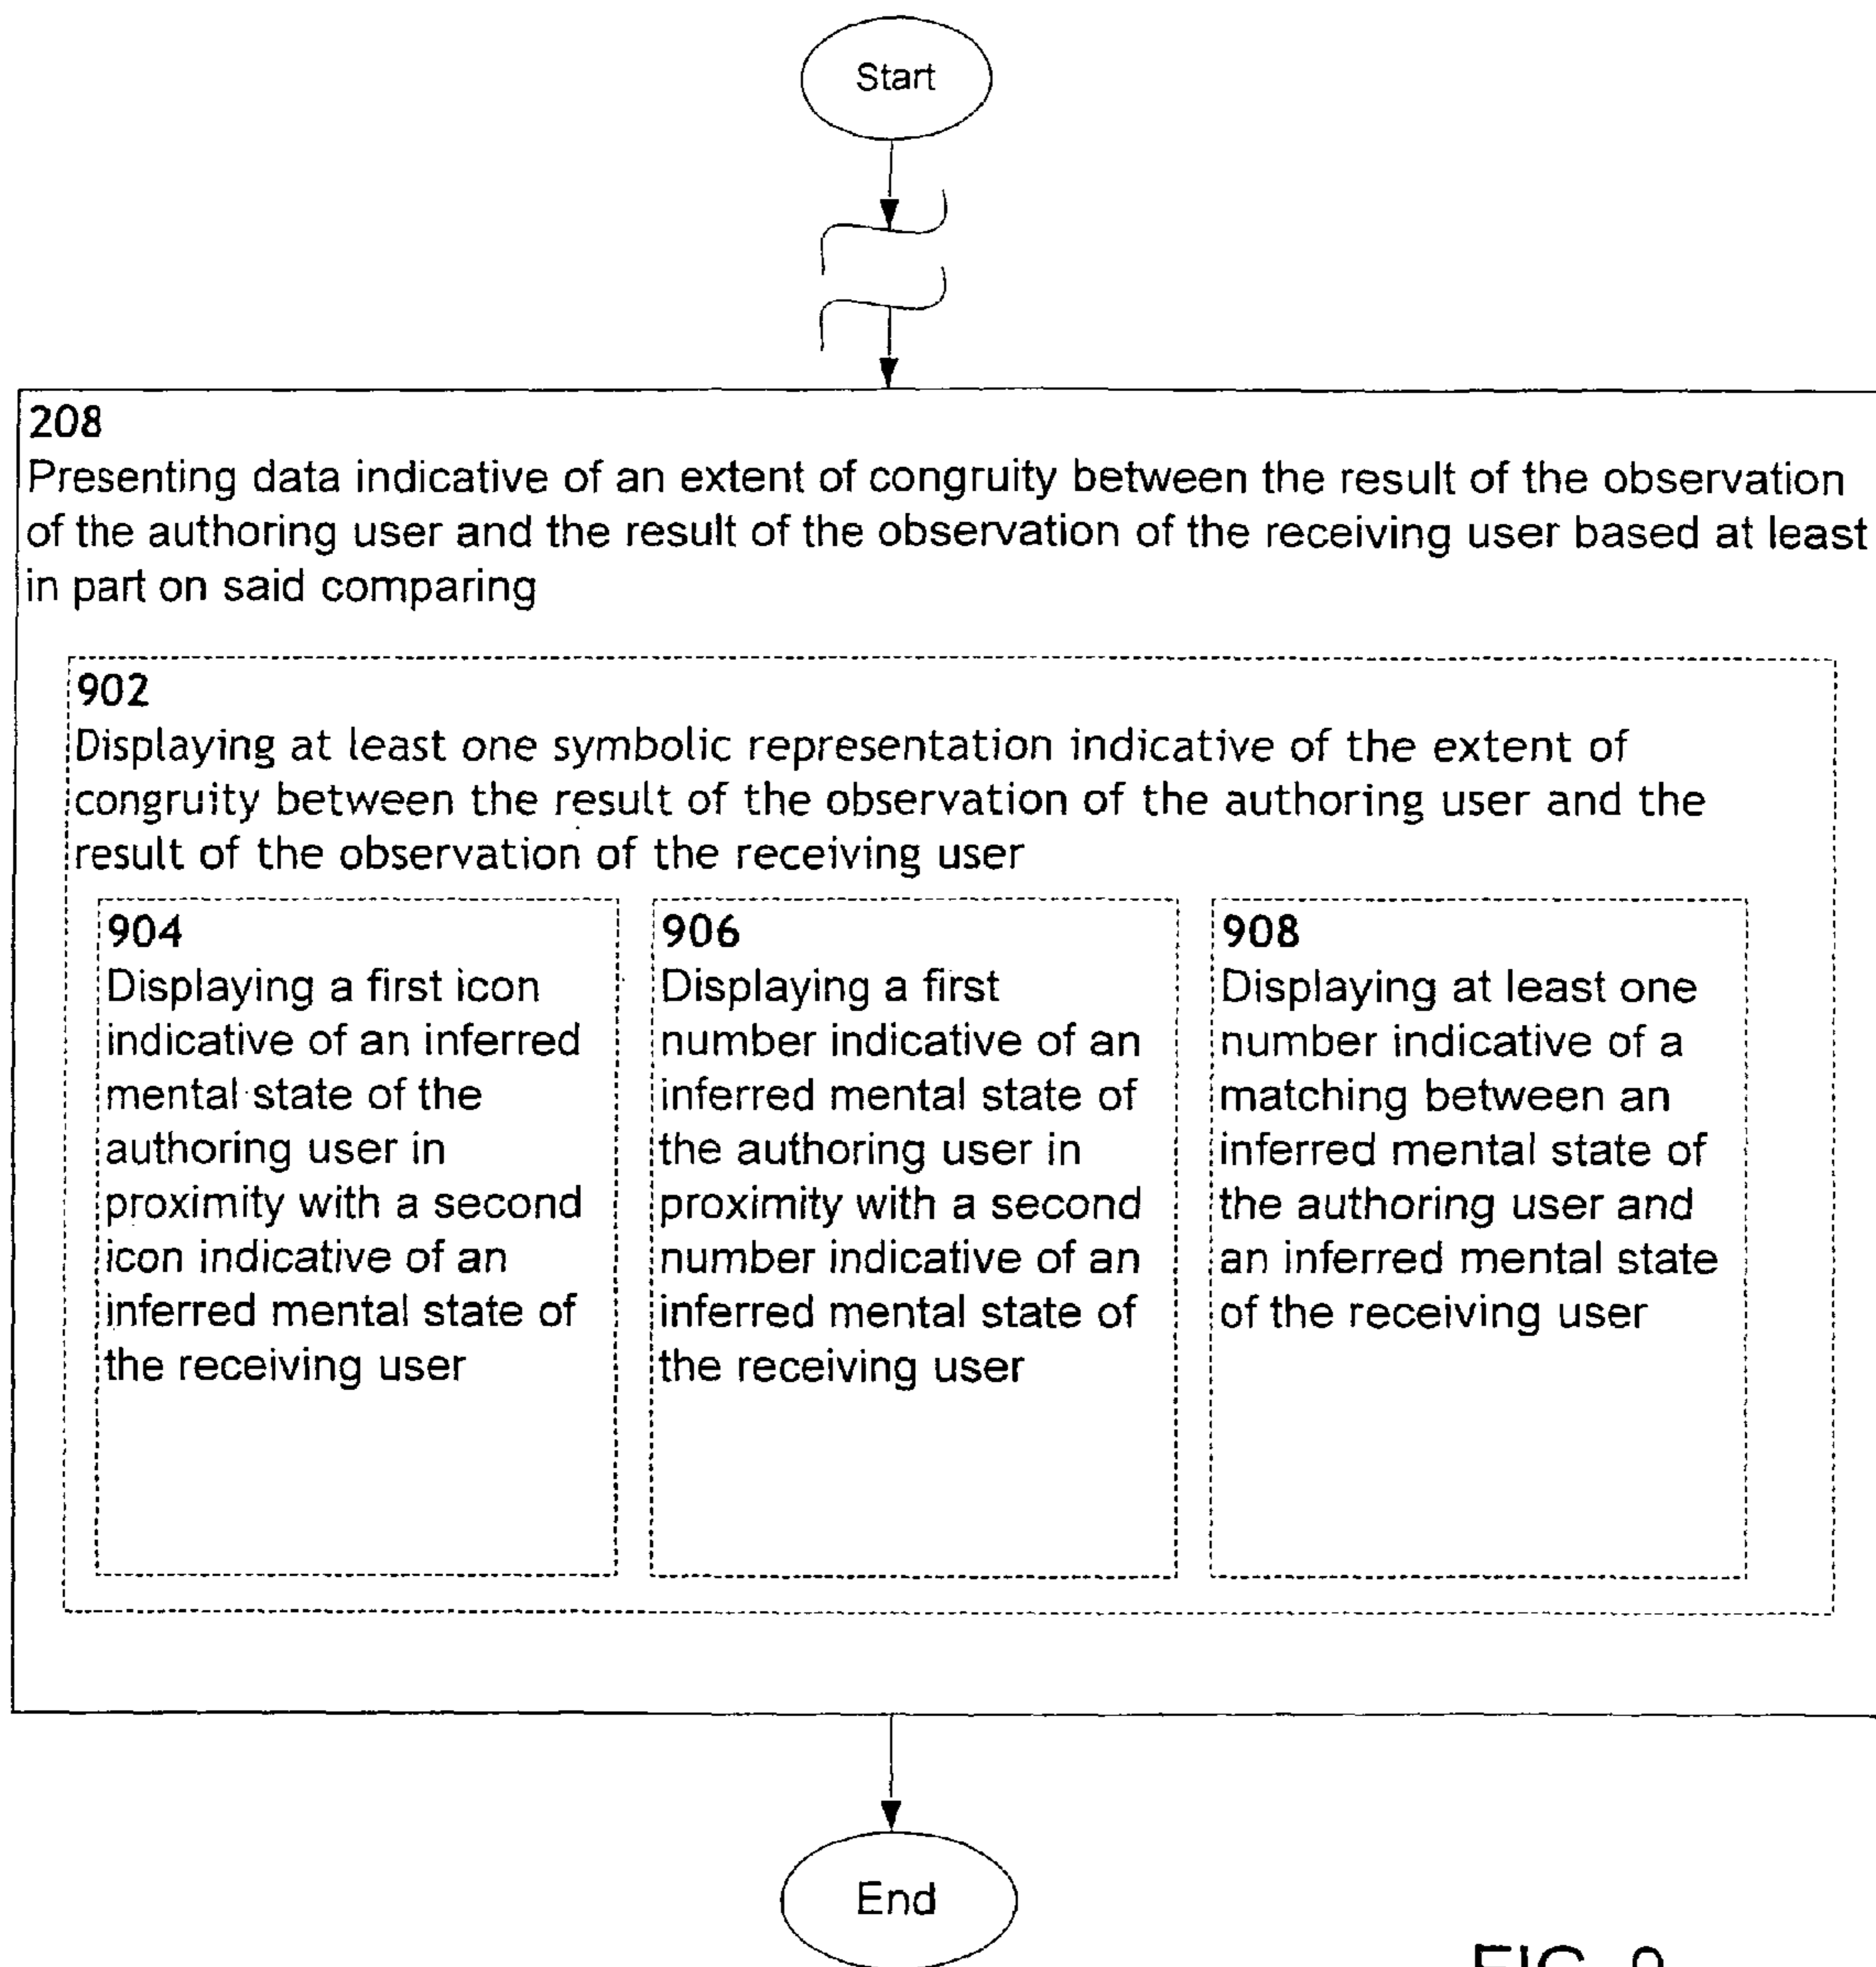 Start
208
Presenting data indicative of an extent of congruity between the result of the observation
of the authoring user and the result of the observation of the receiving user based at least
in part on said comparing
902
Displaying at least one symbolic representation indicative of the extent of
congruity between the result of the observation of the authoring user and the
result of the observation of the receiving user
904
Displaying a first icon
indicative of an inferred
mental state of the
authoring user in
proximity with a second
icon indicative of an
inferred mental state of
the receiving user
906
Displaying a first
number indicative of an
inferred mental state of
the authoring user in
proximity with a second
number indicative of an
inferred mental state of
the receiving user
908
Displaying at least one
number indicative of a
matching between an
inferred mental state of
the authoring user and
an inferred mental state
of the receiving user
End
FIG. 9